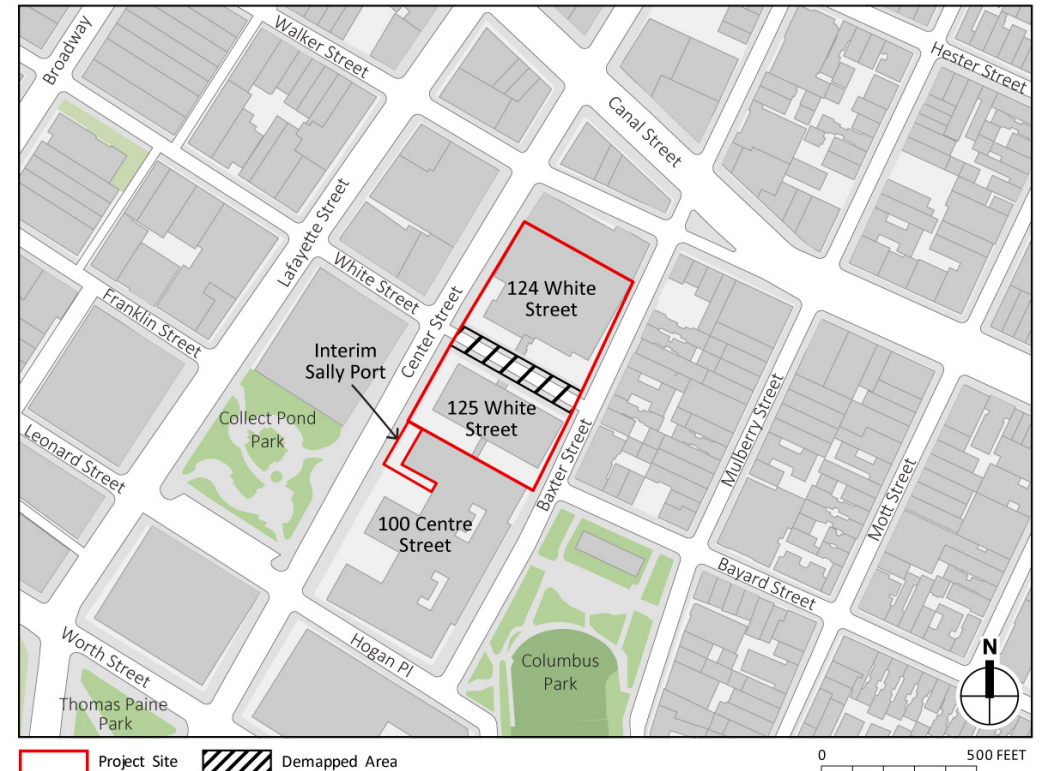 Broadway
Walker Street
Hester Street
Canal Street
Lafayette Street
White Street
124 White
Street
Franklin Street
Center Street
Interim
Sally Port
125 White
Street
Collect Pond
Park
Mulberry Street
Leonard Street
Baxter Street
Mott Street
100 Centre
Street
Bayard Street
Hogan Pl
Worth Street
Columbus
Park
N
Thomas Paine
Park
Project Site
Demapped Area
0
500 FEET